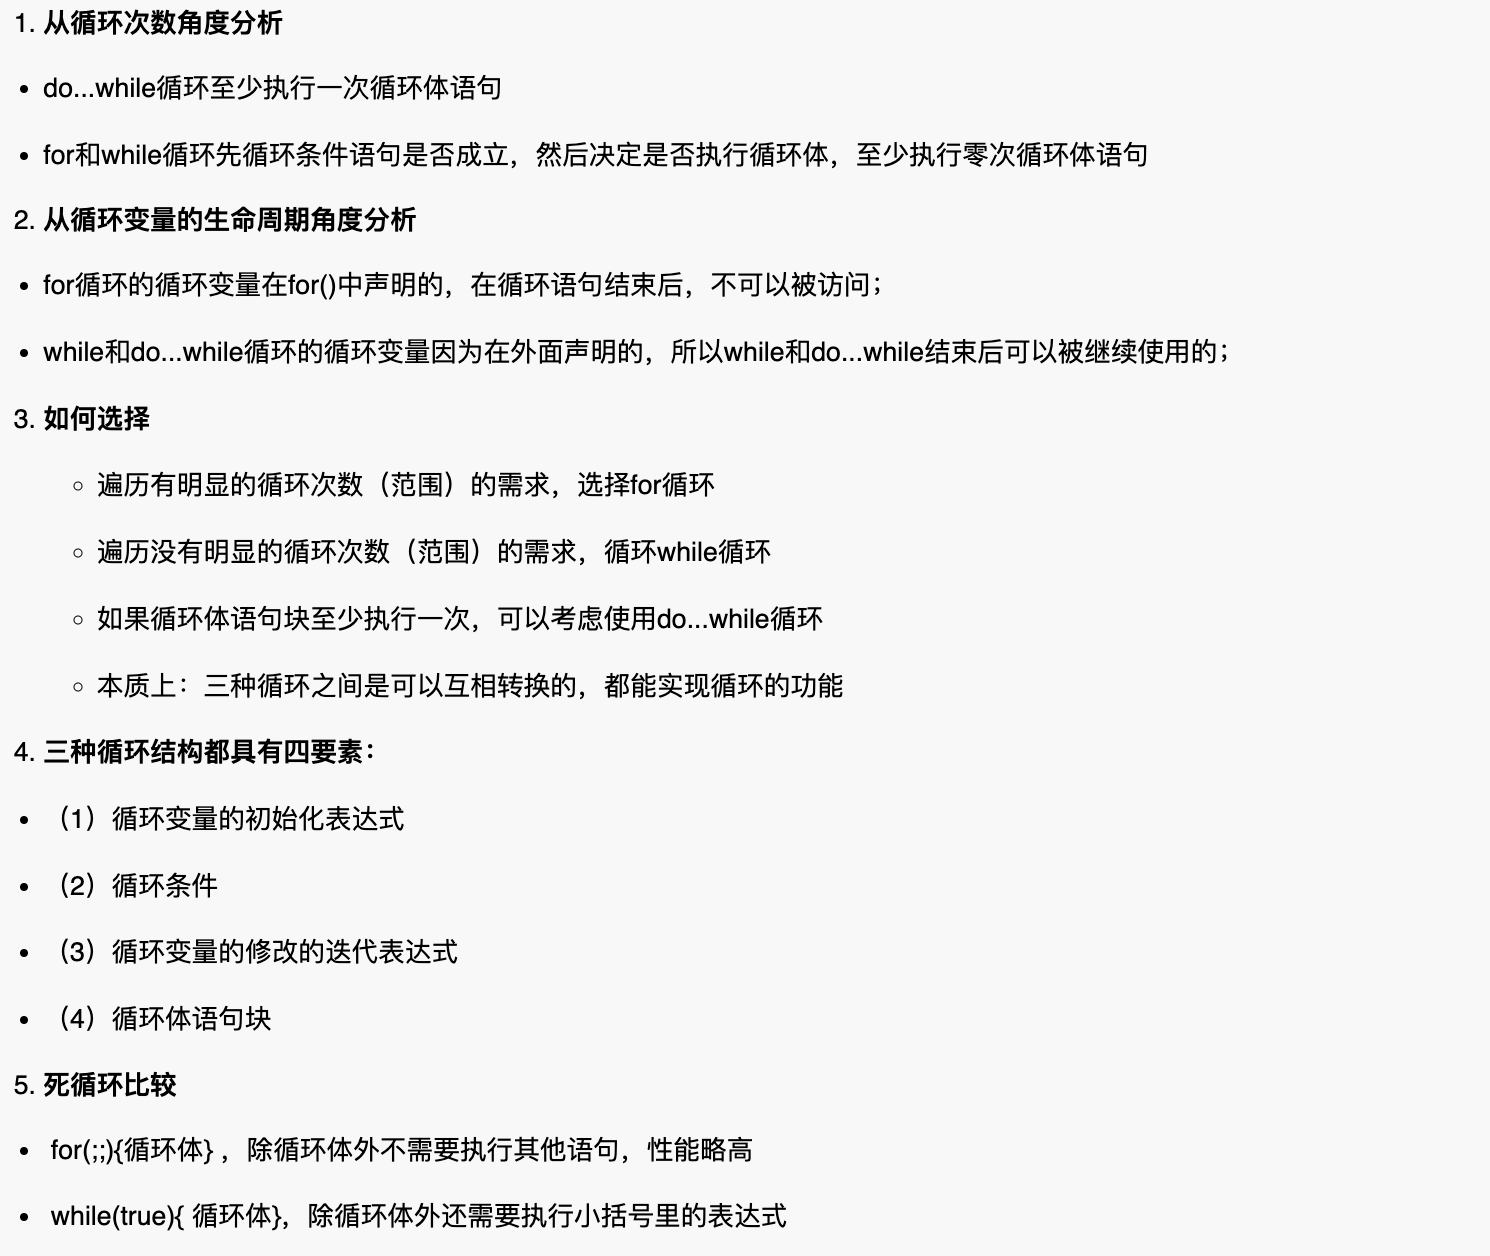 1. 从循环次数角度分析
• do...while循环至少执行一次循环体语句
• for和while循环先循环条件语句是否成立，然后决定是否执行循环体，至少执行零次循环体语句
2. 从循环变量的生命周期角度分析
• for循环的循环变量在for()中声明的，在循环语句结束后，不可以被访问；
• while和do...while循环的循环变量因为在外面声明的，所以while和do...while结束后可以被继续使用的；
3. 如何选择
◦ 遍历有明显的循环次数（范围）的需求，选择for循环
◦ 遍历没有明显的循环次数（范围）的需求，循环while循环
◦ 如果循环体语句块至少执行一次，可以考虑使用do...while循环
◦ 本质上：三种循环之间是可以互相转换的，都能实现循环的功能
4. 三种循环结构都具有四要素：
• （1）循环变量的初始化表达式
• （2）循环条件
• （3）循环变量的修改的迭代表达式
• （4）循环体语句块
5. 死循环比较
• for(;;){循环体} ，除循环体外不需要执行其他语句，性能略高
• while(true){ 循环体}，除循环体外还需要执行小括号里的表达式